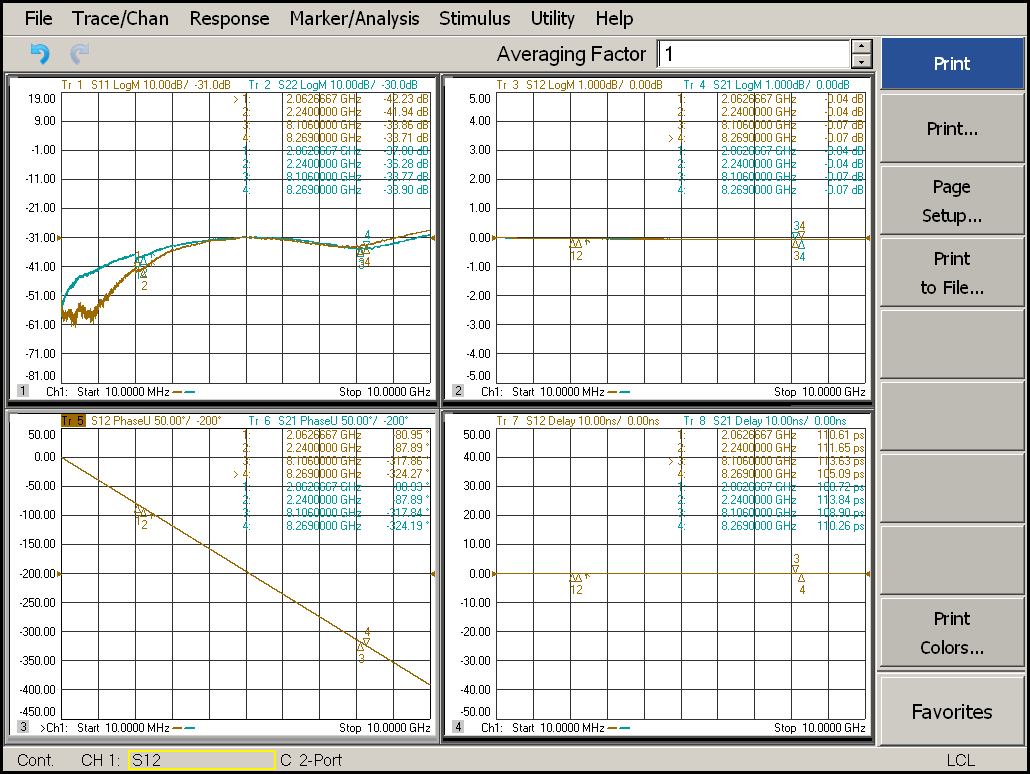 File Trace/Chan Response Marker/Analysis Stimulus Utility Help
Averaging Factor 1
Print
Print...
Page
Setup...
Print
to File...
Print
Colors...
Favorites
Tr 1 S11 LogM 10.00dB/ -31.0dB Tr 2 S22 LogM 10.00dB/ -30.0dB
19.00
9.00
-1.00
-11.00
-21.00
-31.00
-41.00
-51.00
-61.00
-71.00
-81.00
> 1: 2.0626667 GHz -42.23 dB
2: 2.2400000 GHz -41.94 dB
3: 8.1060000 GHz -33.86 dB
4: 8.2690000 GHz -33.71 dB
1: 2.0626667 GHz -37.00 dB
2: 2.2400000 GHz -36.28 dB
3: 8.1060000 GHz -33.77 dB
4: 8.2690000 GHz -33.90 dB
4
2
3 4
1 Ch1: Start 10.0000 MHz Stop 10.0000 GHz
Tr 3 S12 LogM 1.000dB/ 0.00dB Tr 4 S21 LogM 1.000dB/ 0.00dB
5.00
4.00
3.00
2.00
1.00
0.00
-1.00
-2.00
-3.00
-4.00
-5.00
1: 2.0626667 GHz -0.04 dB
2: 2.2400000 GHz -0.04 dB
3: 8.1060000 GHz -0.07 dB
> 4: 8.2690000 GHz -0.07 dB
1: 2.0626667 GHz -0.04 dB
2: 2.2400000 GHz -0.04 dB
3: 8.1060000 GHz -0.07 dB
4: 8.2690000 GHz -0.07 dB
12
34
34
2 Ch1: Start 10.0000 MHz Stop 10.0000 GHz
Tr 5 S12 PhaseU 50.00°/ -200° Tr 6 S21 PhaseU 50.00°/ -200°
50.00
0.00
-50.00
-100.00
-150.00
-200.00
-250.00
-300.00
-350.00
-400.00
-450.00
1: 2.0626667 GHz -80.95 °
2: 2.2400000 GHz -87.89 °
3: 8.1060000 GHz -317.86 °
> 4: 8.2690000 GHz -324.27 °
1: 2.0626667 GHz
2: 2.2400000 GHz -87.89 °
3: 8.1060000 GHz -317.84 °
4: 8.2690000 GHz -324.19 °
12
4
3
3 >Ch1: Start 10.0000 MHz Stop 10.0000 GHz
Tr 7 S12 Delay 10.00ns/ 0.00ns Tr 8 S21 Delay 10.00ns/ 0.00ns
50.00
40.00
30.00
20.00
10.00
0.00
-10.00
-20.00
-30.00
-40.00
-50.00
1: 2.0626667 GHz 110.61 ps
2: 2.2400000 GHz 111.65 ps
> 3: 8.1060000 GHz 113.63 ps
4: 8.2690000 GHz 105.09 ps
1: 2.0626667 GHz
2: 2.2400000 GHz 113.84 ps
3: 8.1060000 GHz 108.90 ps
4: 8.2690000 GHz 110.26 ps
12
3
4
4 Ch1: Start 10.0000 MHz Stop 10.0000 GHz
Cont. CH 1: S12 C 2-Port LCL